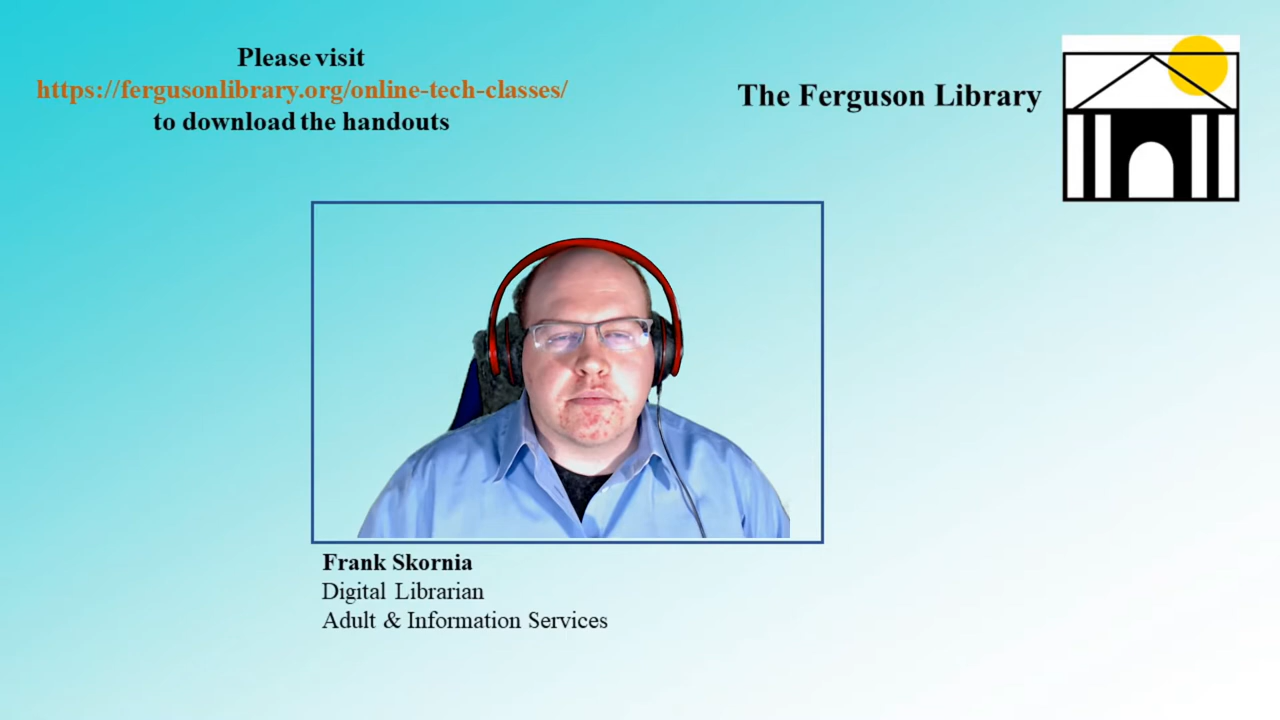 Please visit
https://fergusonlibrary.org/online-tech-classes/
to download the handouts
The Ferguson Library
Frank Skornia
Digital Librarian
Adult & Information Services